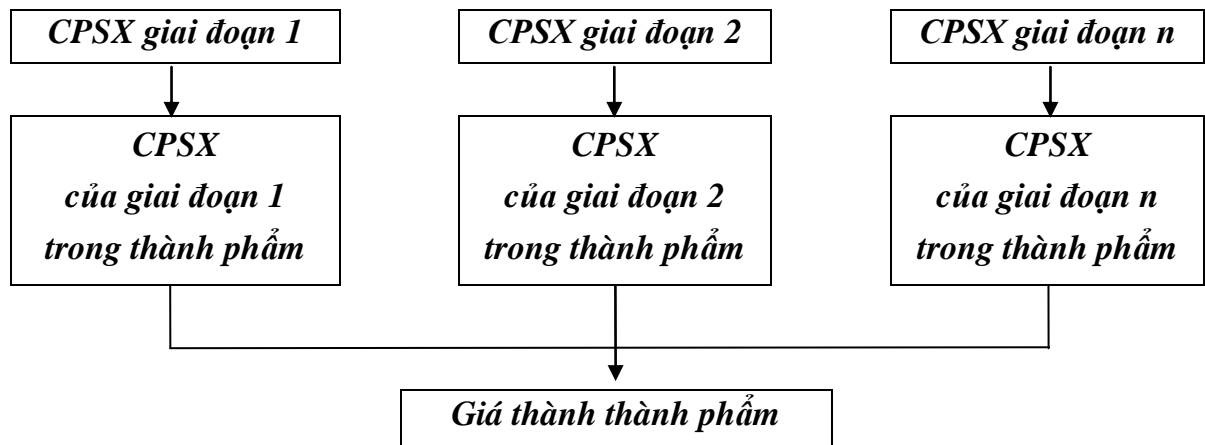 CPSX giai đoạn 1
CPSX giai đoạn 2
CPSX giai đoạn n
CPSX
của giai đoạn 1
trong thành phẩm
CPSX
của giai đoạn 2
trong thành phẩm
CPSX
của giai đoạn n
trong thành phẩm
Giá thành thành phẩm